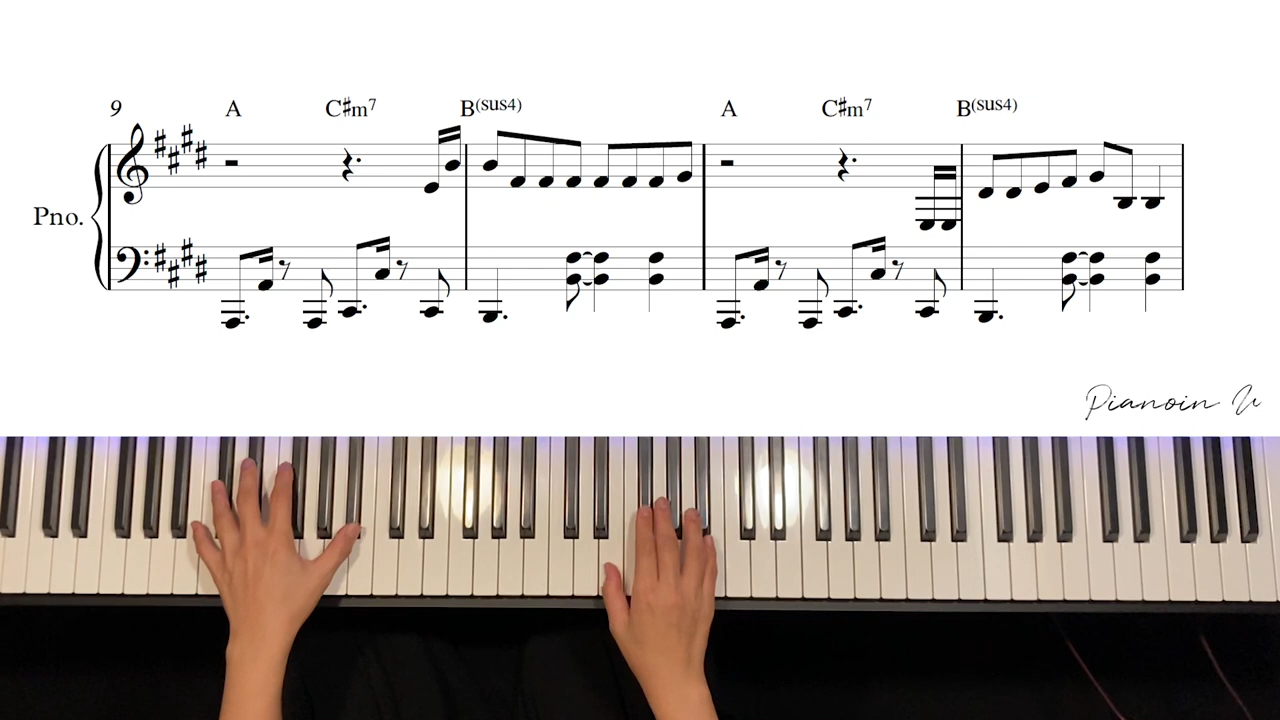 9 A C♯m7 B(sus4) A C♯m7 B(sus4)
Pno.
Pianoin U